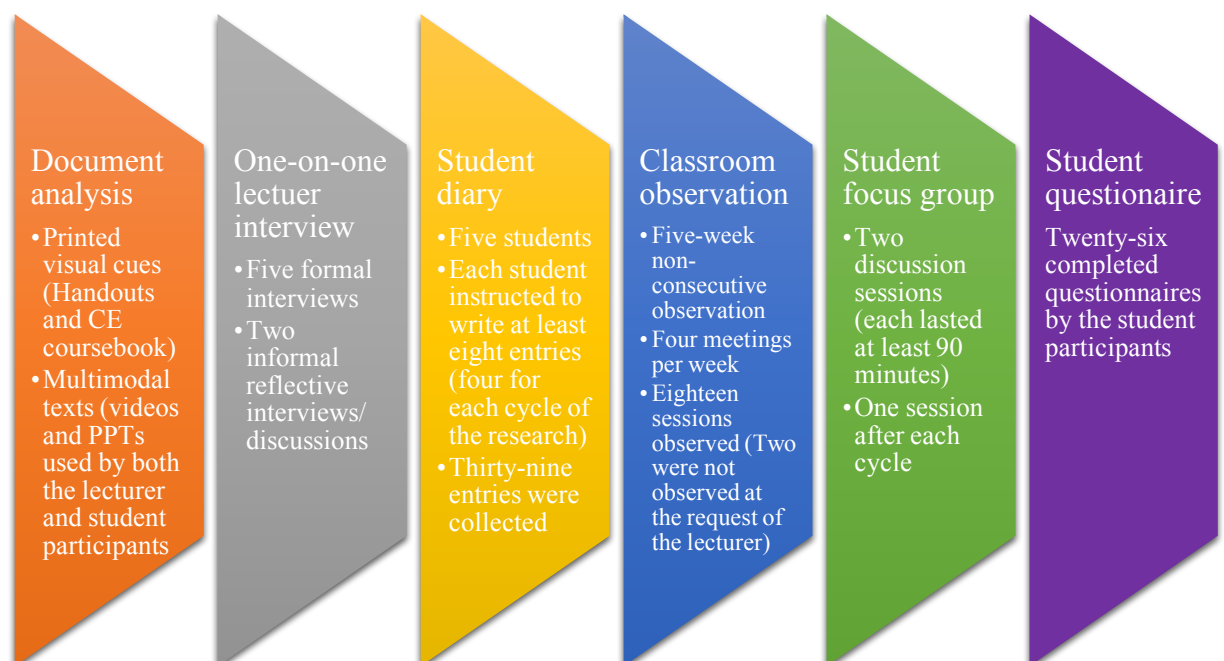 Document
analysis
•Printed
visual cues
(Handouts
and CE
coursebook)
•Multimodal
texts (videos
and PPTs
used by both
the lecturer
and student
participants
One-on-one
lectuer
interview
•Five formal
interviews
•Two
informal
reflective
interviews/
discussions
Student
diary
•Five students
•Each student
instructed to
write at least
eight entries
(four for
each cycle of
the research)
•Thirty-nine
entries were
collected
Classroom
observation
•Five-week
non-
consecutive
observation
•Four meetings
per week
•Eighteen
sessions
observed (Two
were not
observed at
the request of
the lecturer)
Student
focus group
•Two
discussion
sessions
(each lasted
at least 90
minutes)
•One session
after each
cycle
Student
questionaire
Twenty-six
completed
questionnaires
by the student
participants